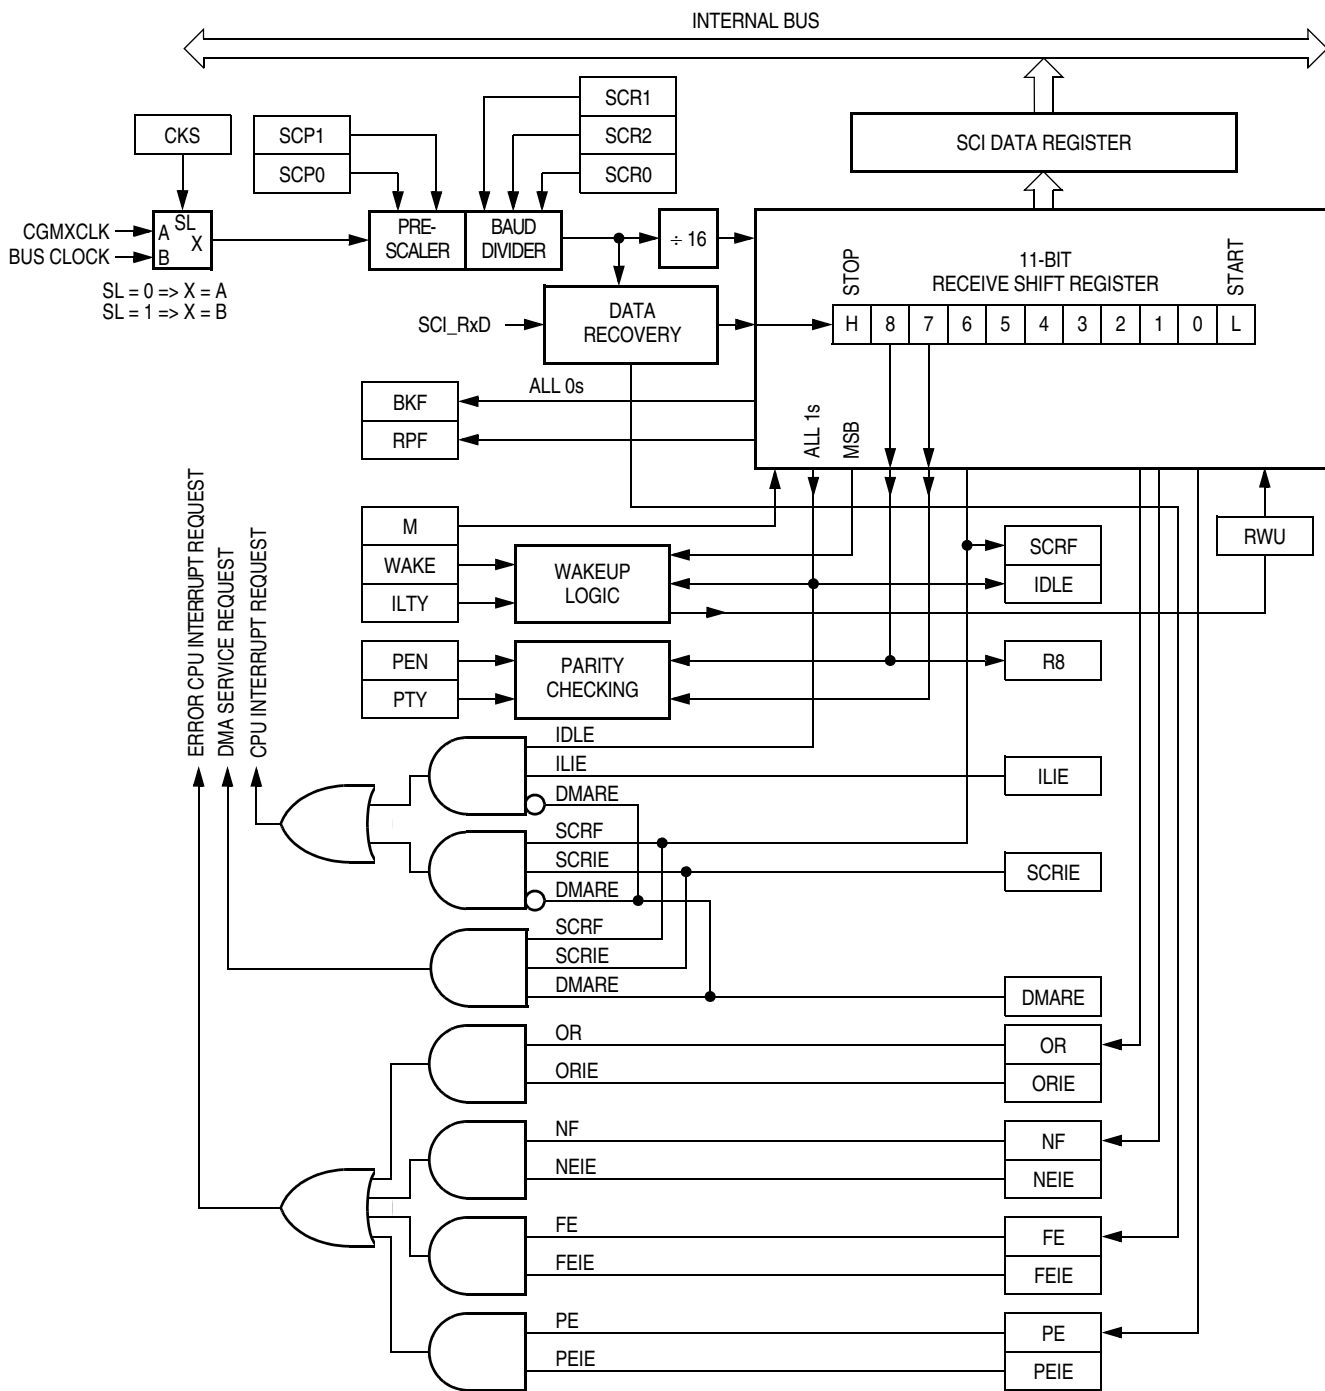 INTERNAL BUS
SCR1
SCR2
SCR0
SCP1
SCP0
CKS
SCI DATA REGISTER
CGMXCLK
BUS CLOCK
A
B
SL
X
SL = 0 => X = A
SL = 1 => X = B
PRE-
SCALER
BAUD
DIVIDER
÷ 16
STOP
11-BIT
RECEIVE SHIFT REGISTER
START
H 8 7 6 5 4 3 2 1 0 L
SCI_RxD
DATA
RECOVERY
ALL 0s
BKF
RPF
ALL 1s
MSB
M
WAKE
ILTY
WAKEUP
LOGIC
SCRF
IDLE
RWU
PEN
PTY
PARITY
CHECKING
R8
ERROR CPU INTERRUPT REQUEST
DMA SERVICE REQUEST
CPU INTERRUPT REQUEST
IDLE
ILIE
DMARE
ILIE
SCRF
SCRIE
DMARE
SCRIE
SCRF
SCRIE
DMARE
DMARE
OR
ORIE
OR
ORIE
NF
NEIE
NF
NEIE
FE
FEIE
FE
FEIE
PE
PEIE
PE
PEIE